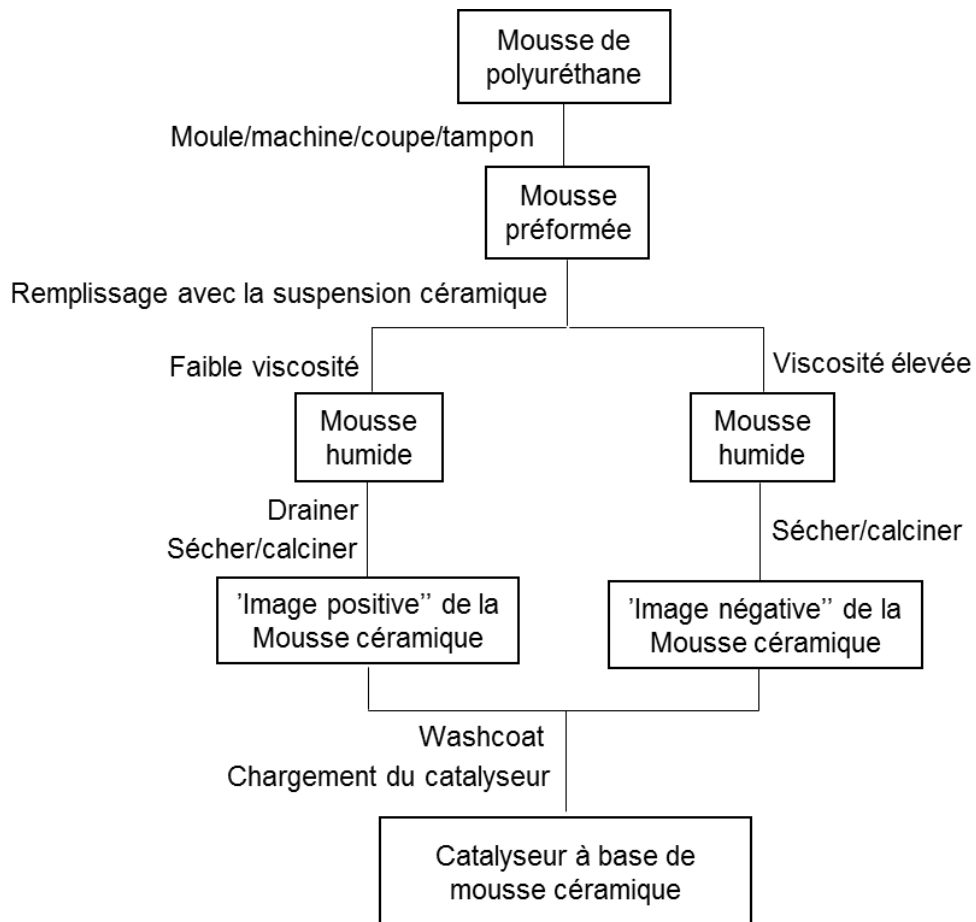 Mousse de
polyuréthane
Moule/machine/coupe/tampon
Mousse
préformée
Remplissage avec la suspension céramique
Faible viscosité
Viscosité élevée
Mousse
humide
Mousse
humide
Drainer
Sécher/calciner
Sécher/calciner
'Image positive'' de la
Mousse céramique
'Image négative'' de la
Mousse céramique
Washcoat
Chargement du catalyseur
Catalyseur à base de
mousse céramique